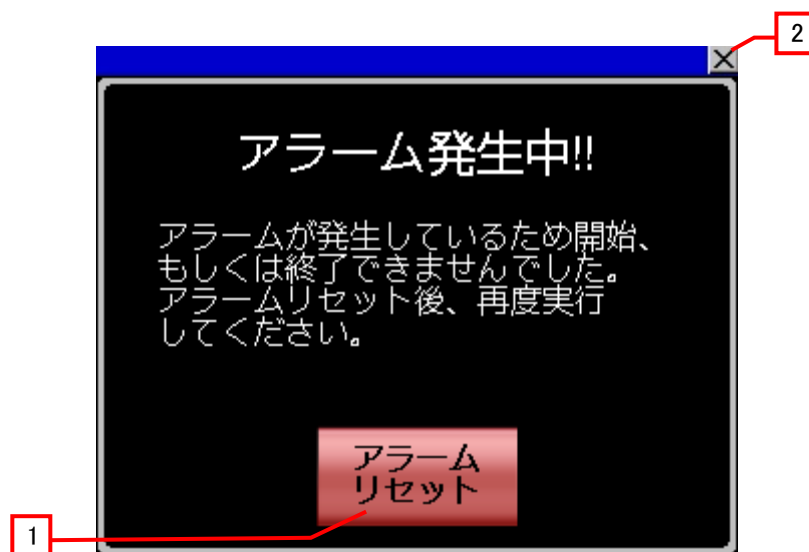 2
アラーム発生中!!
アラームが発生しているため開始、
もしくは終了できませんでした。
アラームリセット後、再度実行
してください。
アラーム
リセット
1